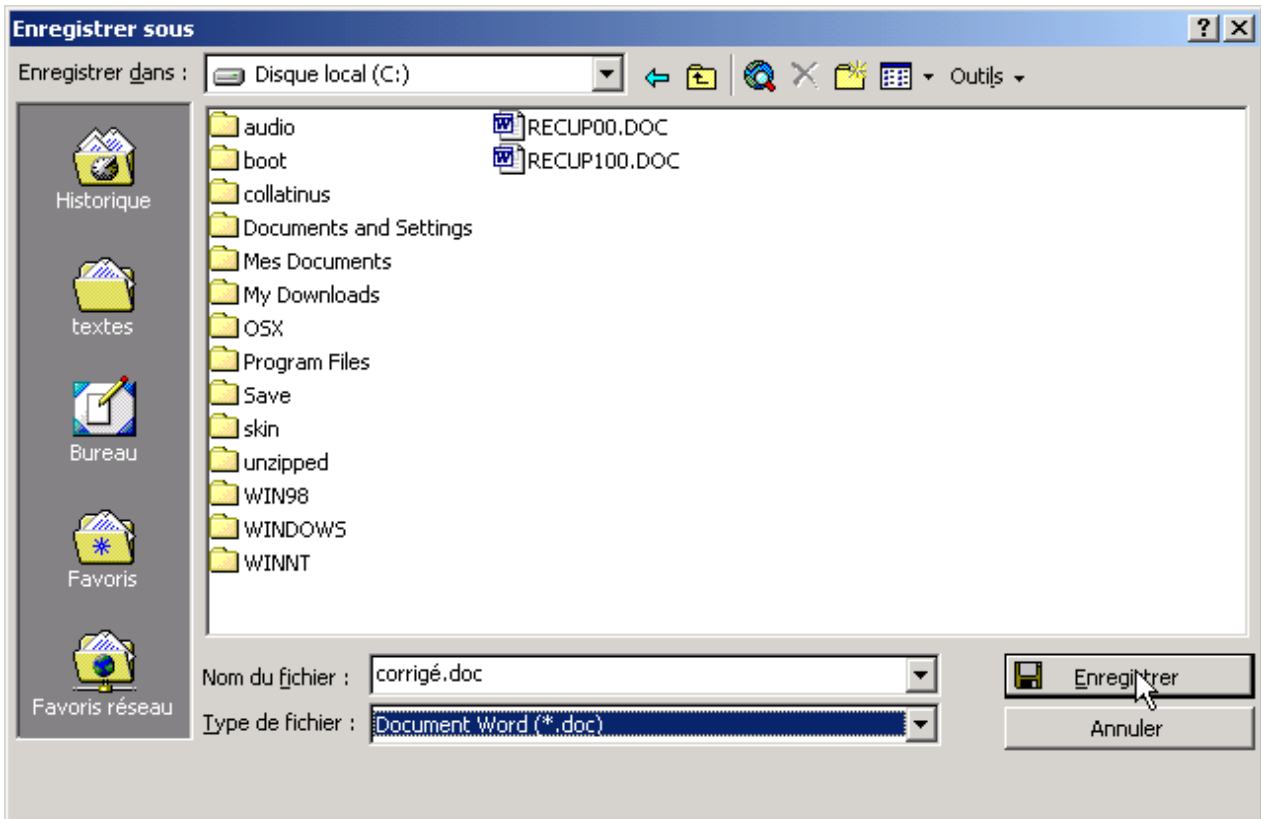 Enregistrer sous
Enregistrer dans : Disque local (C:) Outils
Historique
textes
Bureau
Favoris
Favoris réseau
audio
boot
collatinus
Documents and Settings
Mes Documents
My Downloads
OSX
Program Files
Save
skin
unzipped
WIN98
WINDOWS
WINNT
RECUP00.DOC
RECUP100.DOC
Nom du fichier : corrigé.doc
Type de fichier : Document Word (*.doc)
Enregistrer
Annuler